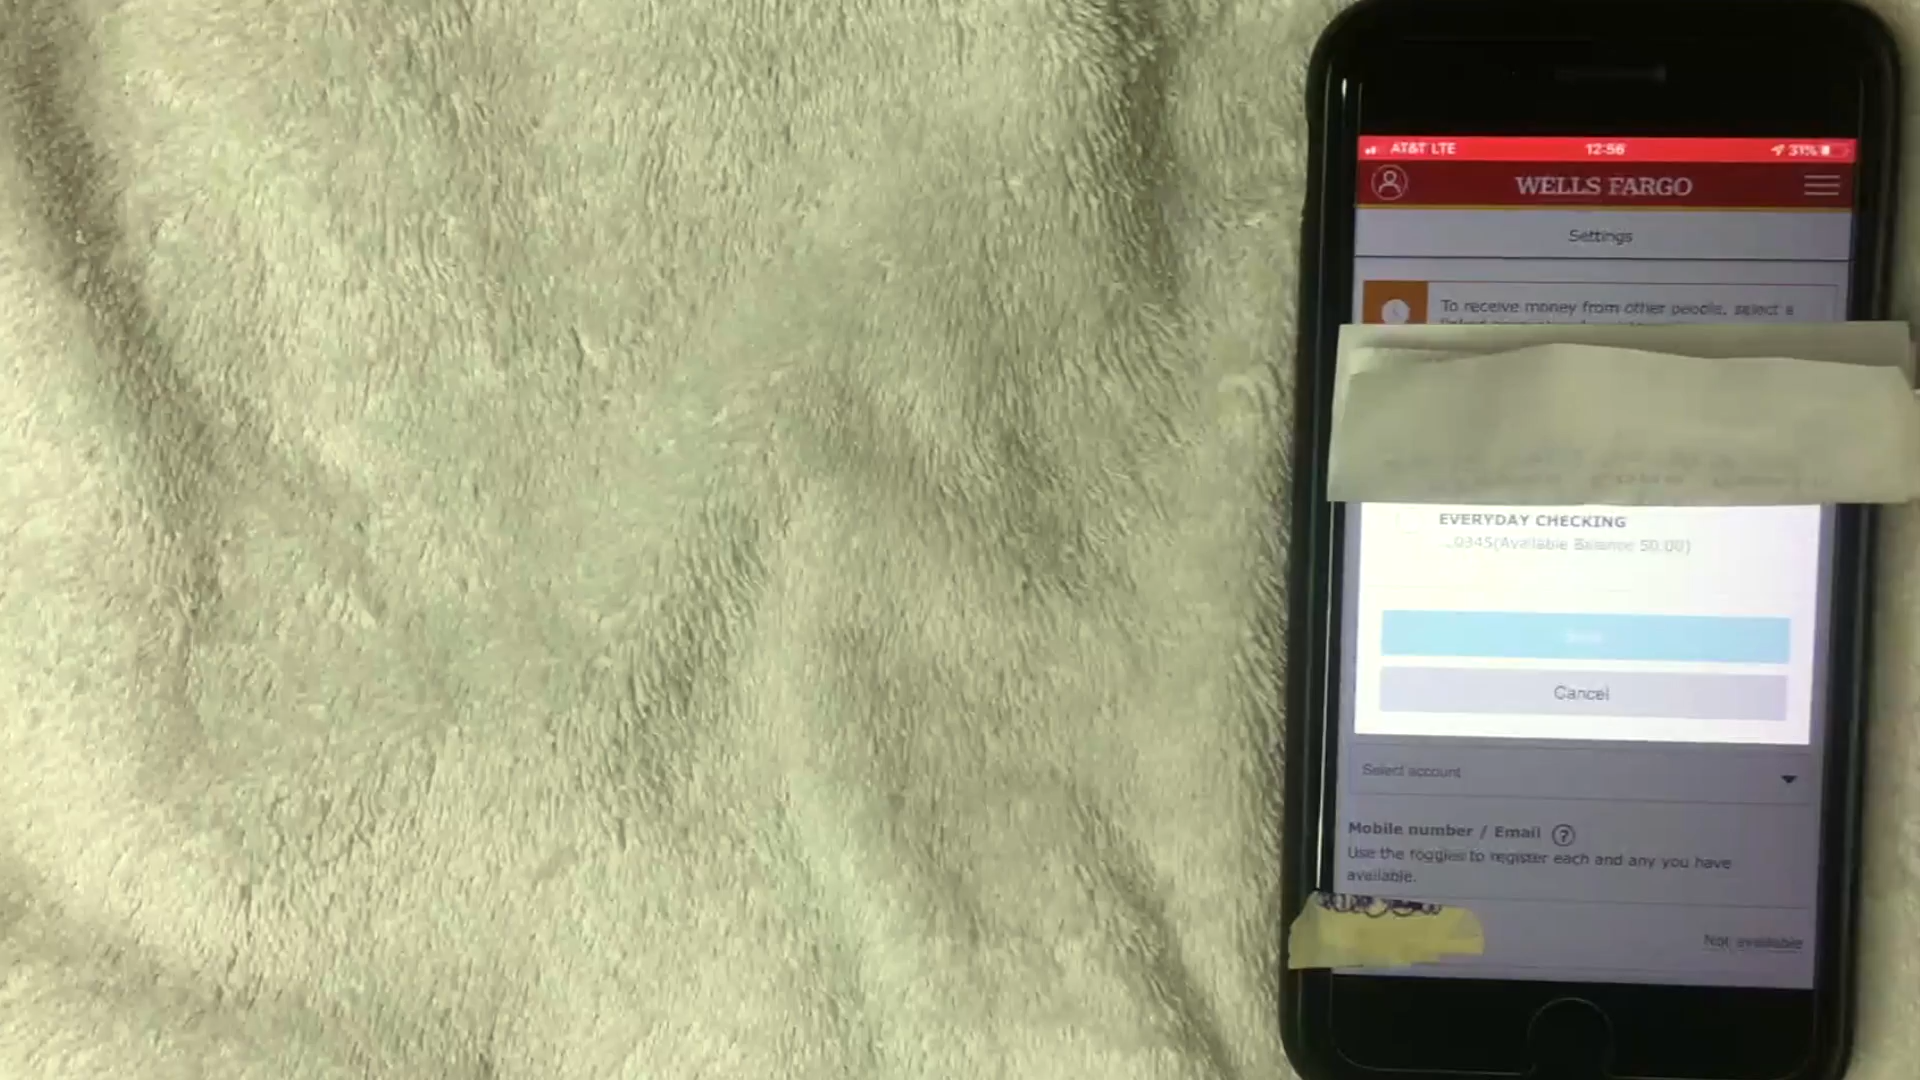 AT&T LTE 12:56 31%
WELLS FARGO
Settings
To receive money from other people, select a
EVERYDAY CHECKING
...0345(Available Balance $0.00)
Cancel
Select account
Mobile number / Email ?
Use the toggles to register each and any you have
available.
Not available